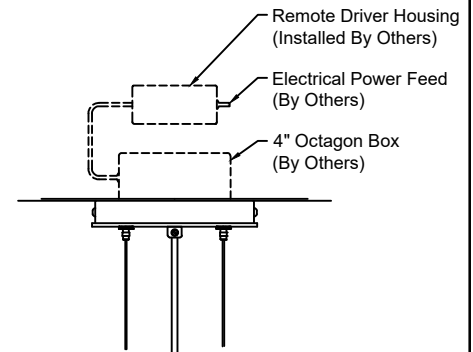 Remote Driver Housing
(Installed By Others)
Electrical Power Feed
(By Others)
4" Octagon Box
(By Others)